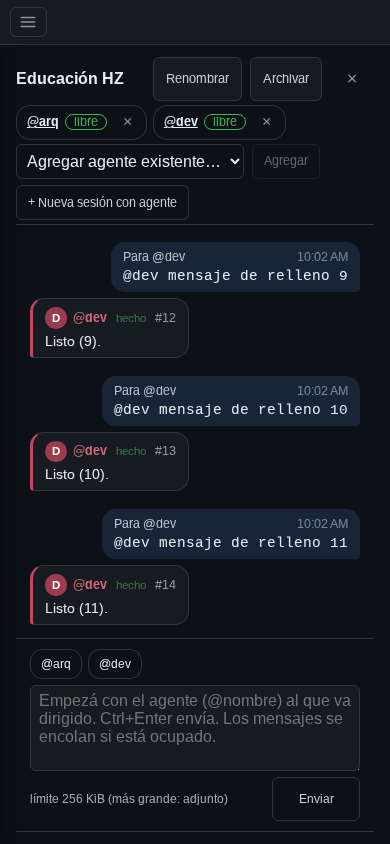 Educación HZ Renombrar Archivar ×
@arq libre × @dev libre ×
Agregar agente existente… Agregar
+ Nueva sesión con agente
Para @dev 10:02 AM
@dev mensaje de relleno 9
D @dev hecho #12
Listo (9).
Para @dev 10:02 AM
@dev mensaje de relleno 10
D @dev hecho #13
Listo (10).
Para @dev 10:02 AM
@dev mensaje de relleno 11
D @dev hecho #14
Listo (11).
@arq @dev
Empezá con el agente (@nombre) al que va
dirigido. Ctrl+Enter envía. Los mensajes se
encolan si está ocupado.
límite 256 KiB (más grande: adjunto) Enviar